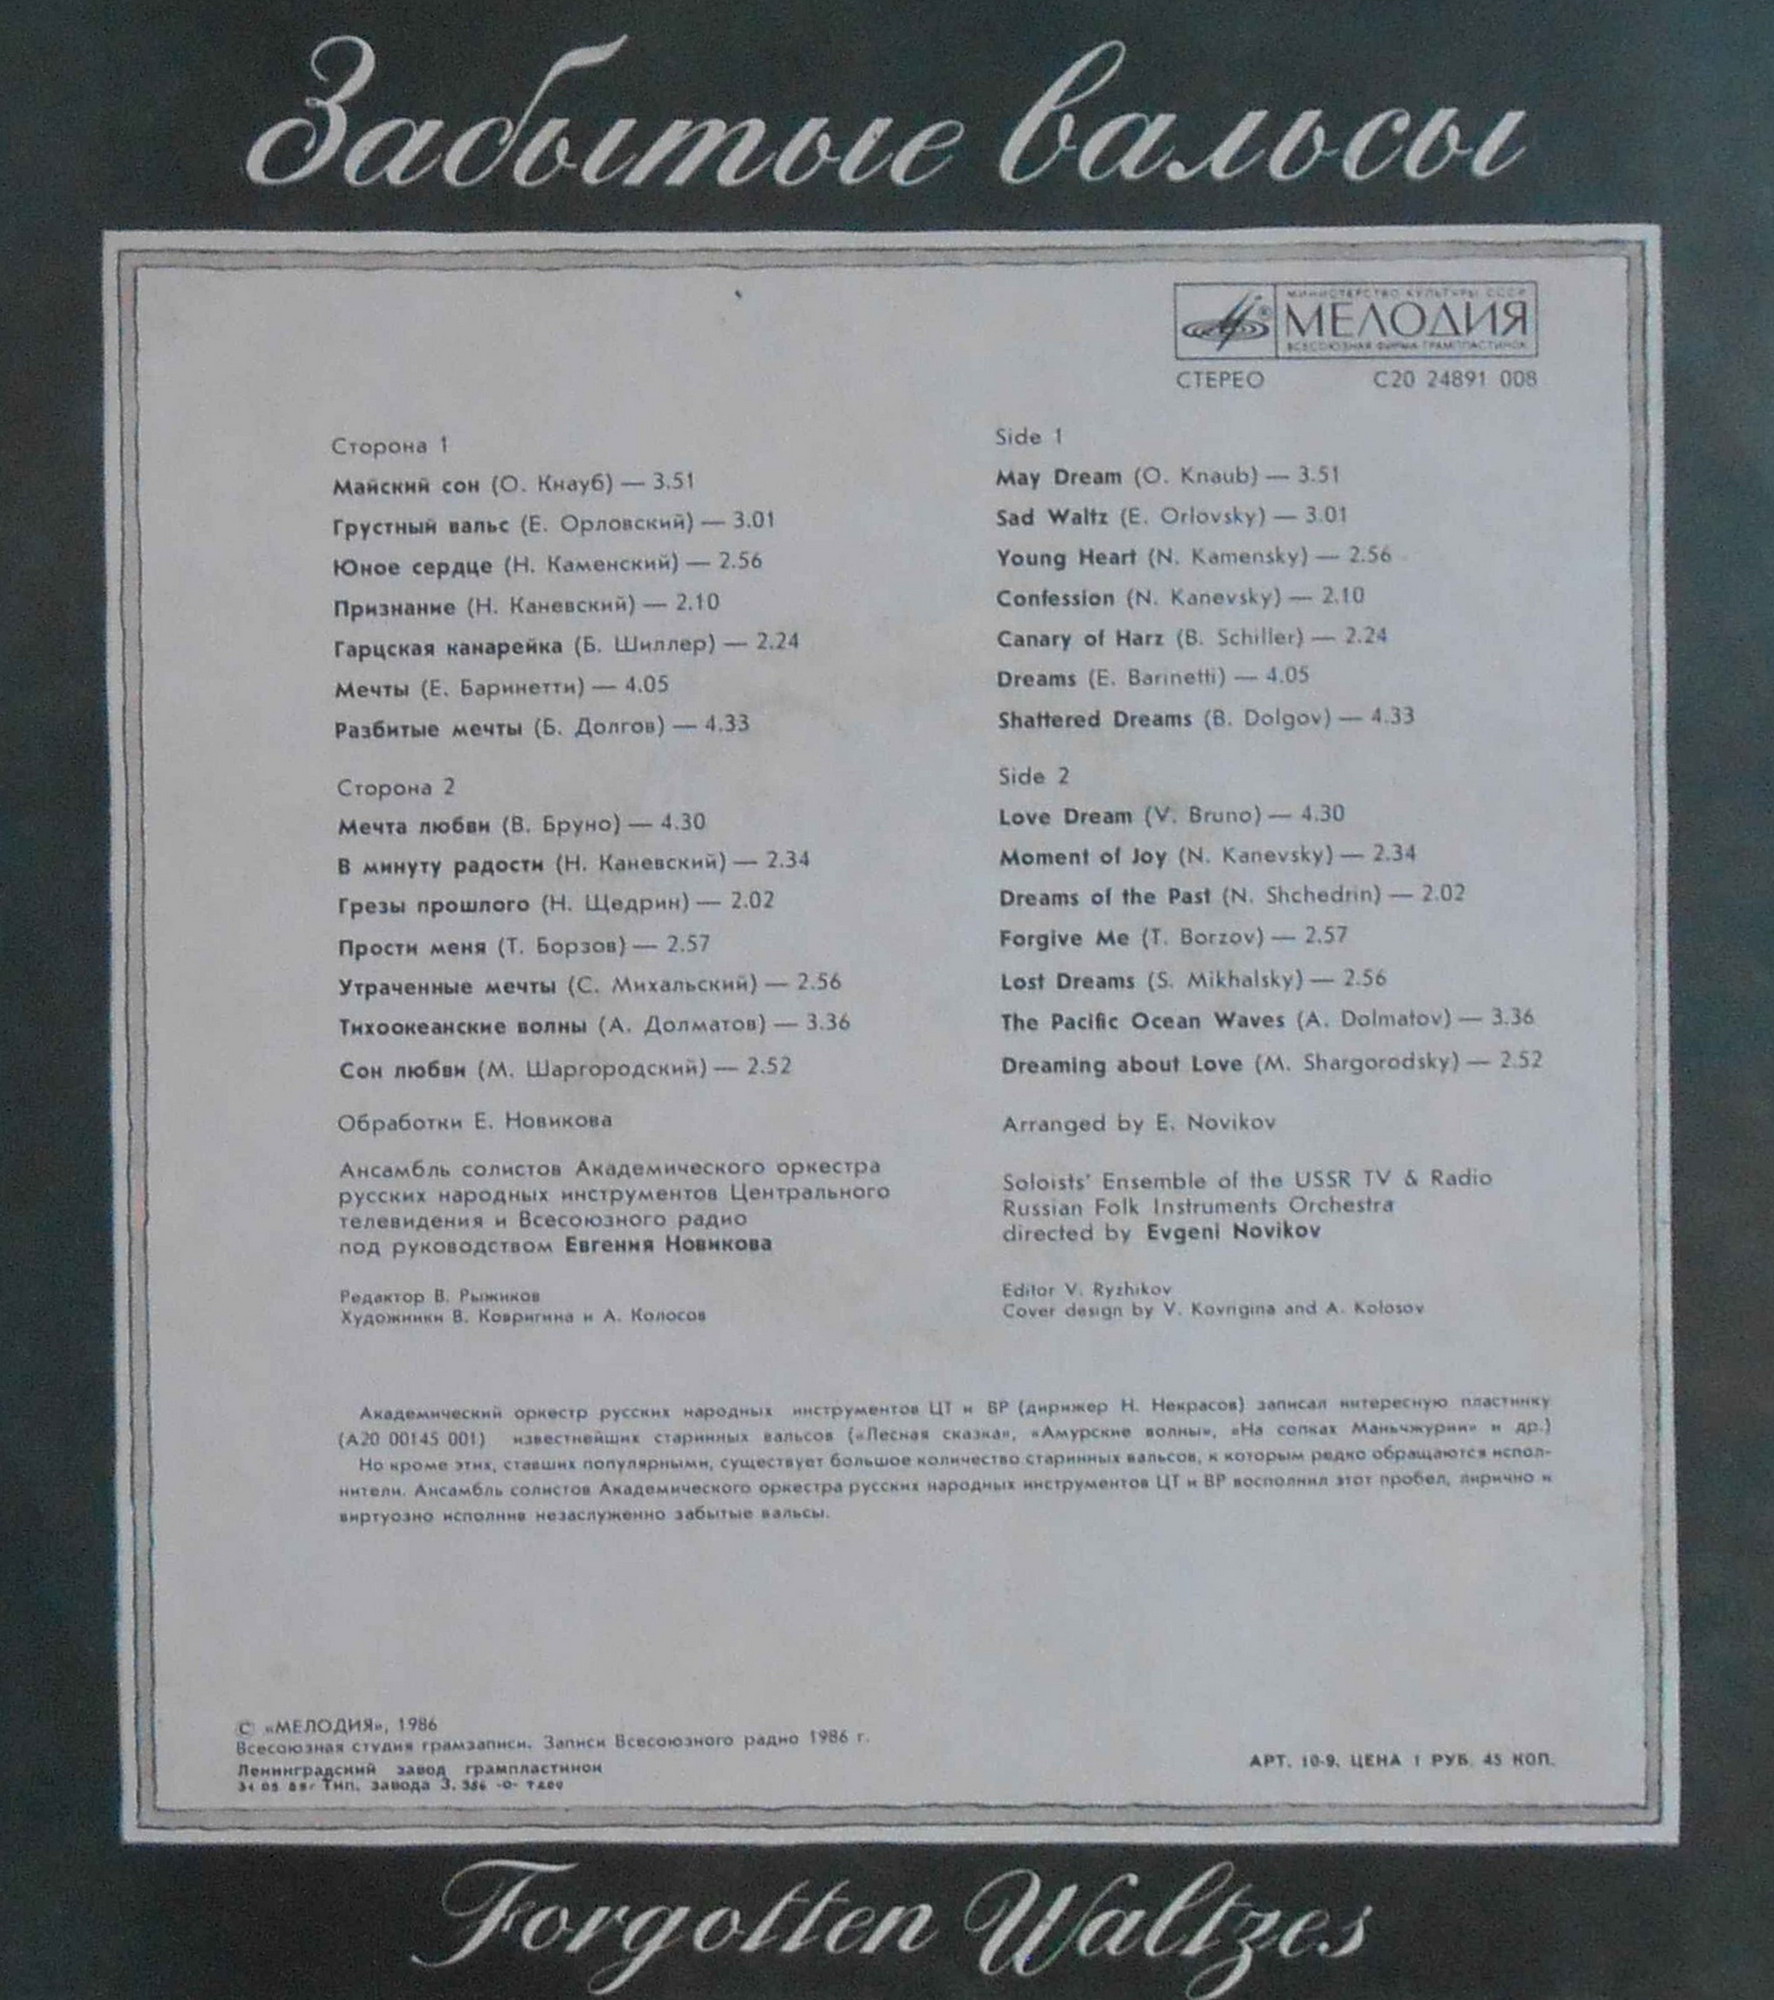 Забытые вальсы
МИНИСТЕРСТВО КУЛЬТУРЫ СССР
МЕЛОДИЯ
ВСЕСОЮЗНАЯ ФИРМА ГРАМПЛАСТИНОК
СТЕРЕО С20 24891 008
Сторона 1
Майский сон (О. Кнауб) — 3.51
Грустный вальс (Е. Орловский) — 3.01
Юное сердце (Н. Каменский) — 2.56
Признание (Н. Каневский) — 2.10
Гарцская канарейка (Б. Шиллер) — 2.24
Мечты (Е. Баринетти) — 4.05
Разбитые мечты (Б. Долгов) — 4.33
Сторона 2
Мечта любви (В. Бруно) — 4.30
В минуту радости (Н. Каневский) — 2.34
Грезы прошлого (Н. Щедрин) — 2.02
Прости меня (Т. Борзов) — 2.57
Утраченные мечты (С. Михальский) — 2.56
Тихоокеанские волны (А. Долматов) — 3.36
Сон любви (М. Шаргородский) — 2.52
Обработки Е. Новикова
Ансамбль солистов Академического оркестра
русских народных инструментов Центрального
телевидения и Всесоюзного радио
под руководством Евгения Новикова
Редактор В. Рыжиков
Художники В. Ковригина и А. Колосов
Side 1
May Dream (O. Knaub) — 3.51
Sad Waltz (E. Orlovsky) — 3.01
Young Heart (N. Kamensky) — 2.56
Confession (N. Kanevsky) — 2.10
Canary of Harz (B. Schiller) — 2.24
Dreams (E. Barinetti) — 4.05
Shattered Dreams (B. Dolgov) — 4.33
Side 2
Love Dream (V. Bruno) — 4.30
Moment of Joy (N. Kanevsky) — 2.34
Dreams of the Past (N. Shchedrin) — 2.02
Forgive Me (T. Borzov) — 2.57
Lost Dreams (S. Mikhalsky) — 2.56
The Pacific Ocean Waves (A. Dolmatov) — 3.36
Dreaming about Love (M. Shargorodsky) — 2.52
Arranged by E. Novikov
Soloists' Ensemble of the USSR TV & Radio
Russian Folk Instruments Orchestra
directed by Evgeni Novikov
Editor V. Ryzhikov
Cover design by V. Kovrigina and A. Kolosov
Академический оркестр русских народных инструментов ЦТ и ВР (дирижер Н. Некрасов) записал интересную пластинку
(А20 00145 001) известнейших старинных вальсов («Лесная сказка», «Амурские волны», «На сопках Маньчжурии» и др.)
Но кроме этих, ставших популярными, существует большое количество старинных вальсов, к которым редко обращаются испол-
нители. Ансамбль солистов Академического оркестра русских народных инструментов ЦТ и ВР восполнил этот пробел, лирично и
виртуозно исполнив незаслуженно забытые вальсы.
© «МЕЛОДИЯ», 1986
Всесоюзная студия грамзаписи. Записи Всесоюзного радио 1986 г.
Ленинградский завод грампластинок
Тип. завода З.
АРТ. 10-9. ЦЕНА 1 РУБ. 45 КОП.
Forgotten Waltzes